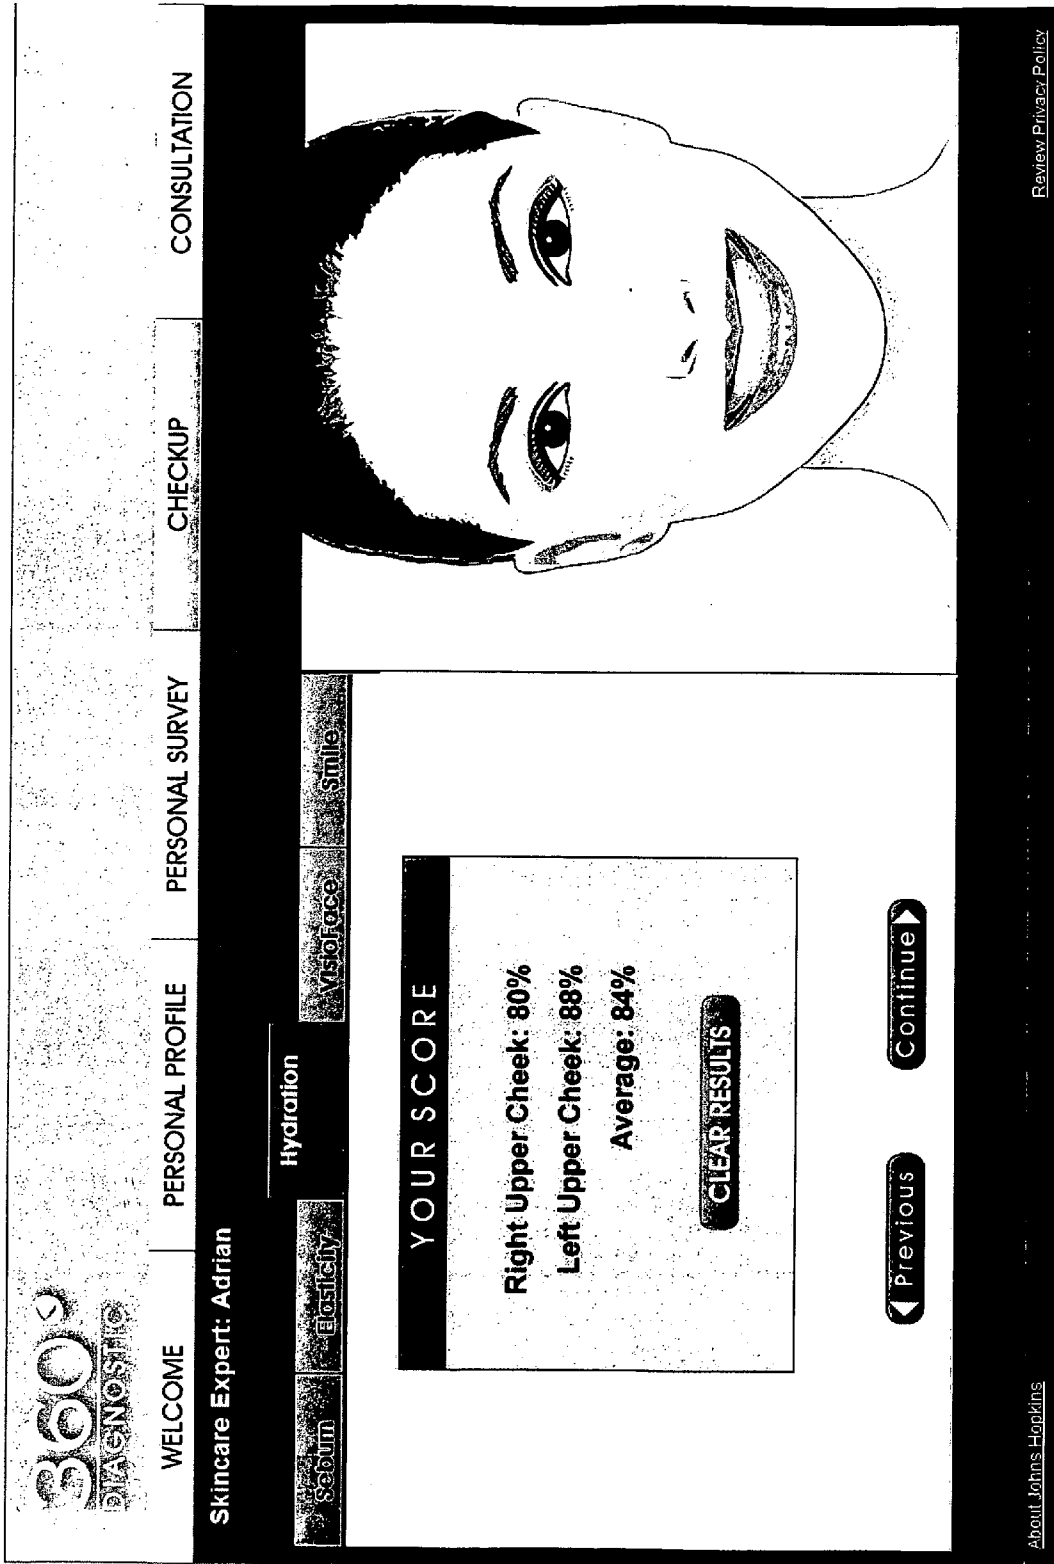 360°
DIAGNOSTIC
WELCOME
PERSONAL PROFILE
PERSONAL SURVEY
CHECKUP
CONSULTATION
Skincare Expert: Adrian
Sebum
Elasticity
Hydration
VisioFace
Smile
YOUR SCORE
Right Upper Cheek: 80%
Left Upper Cheek: 88%
Average: 84%
CLEAR RESULTS
Previous
Continue
About Johns Hopkins
Review Privacy Policy